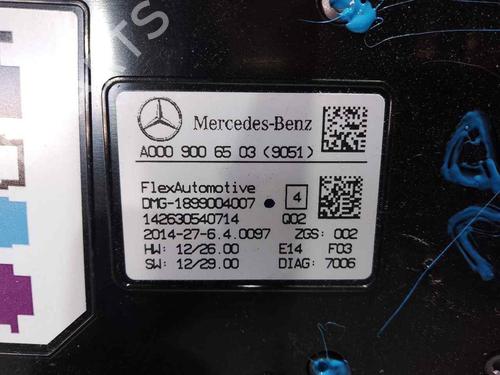 Mercedes-Benz
A000 900 65 03 (9051)
FlexAutomotive
DMG-1899004007
4
142630540714
Q02
2014-27-6.4.0097
ZGS: 002
HW: 12/26.00
E14
F03
SW: 12/29.00
DIAG: 7006